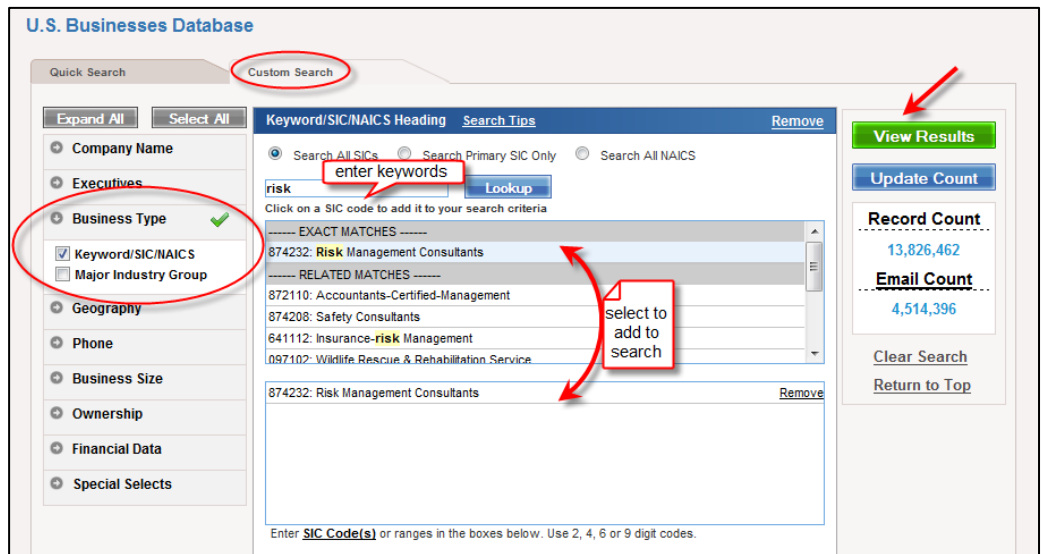 U.S. Businesses Database
Quick Search
Custom Search
Expand All
Select All
Company Name
Executives
Business Type
Keyword/SIC/NAICS
Major Industry Group
Geography
Phone
Business Size
Ownership
Financial Data
Special Selects
Keyword/SIC/NAICS Heading Search Tips Remove
Search All SICs Search Primary SIC Only Search All NAICS
enter keywords
risk Lookup
Click on a SIC code to add it to your search criteria
------ EXACT MATCHES ------
874232: Risk Management Consultants
------ RELATED MATCHES ------
872110: Accountants-Certified-Management
874208: Safety Consultants
641112: Insurance-risk Management
097102: Wildlife Rescue & Rehabilitation Service
select to
add to
search
874232: Risk Management Consultants Remove
Enter SIC Code(s) or ranges in the boxes below. Use 2, 4, 6 or 9 digit codes.
View Results
Update Count
Record Count
13,826,462
Email Count
4,514,396
Clear Search
Return to Top